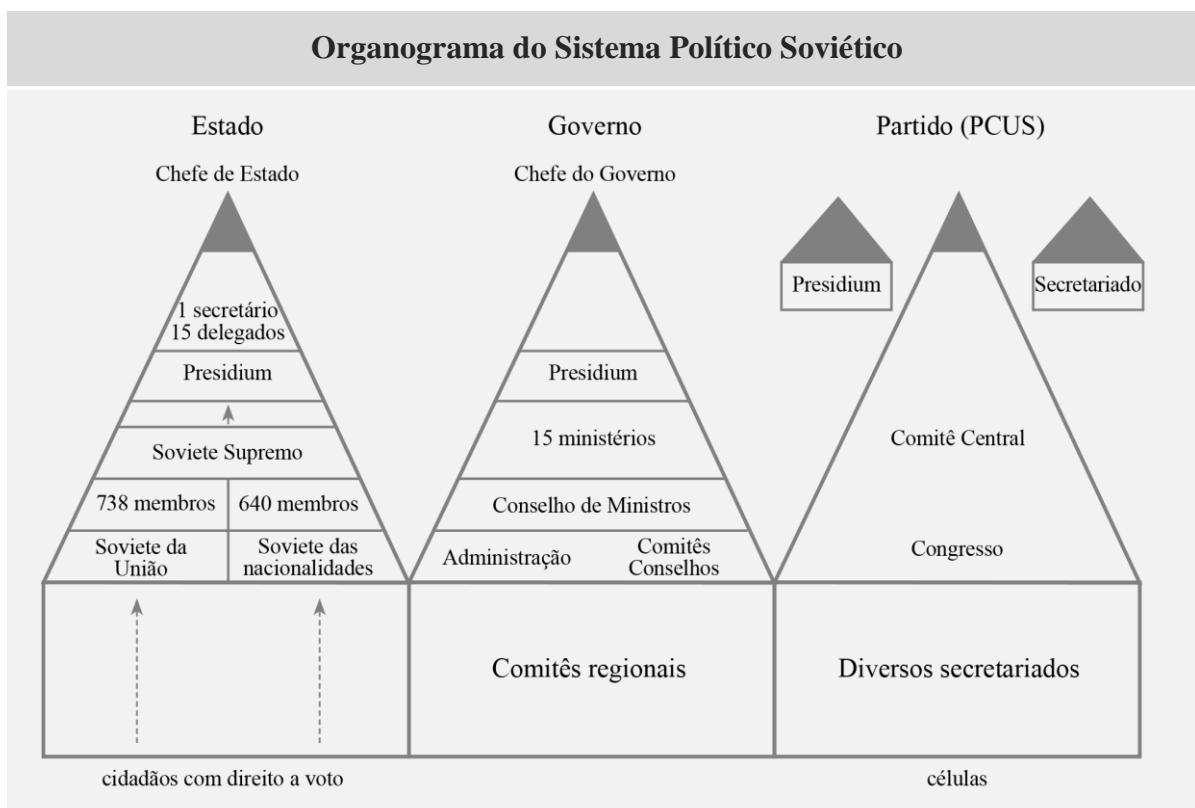 Organograma do Sistema Político Soviético
Estado
Chefe de Estado
1 secretário
15 delegados
Presidium
Soviete Supremo
738 membros
640 membros
Soviete da
União
Soviete das
nacionalidades
cidadãos com direito a voto
Governo
Chefe do Governo
Presidium
15 ministérios
Conselho de Ministros
Administração
Comitês
Conselhos
Comitês regionais
Partido (PCUS)
Presidium
Secretariado
Comitê Central
Congresso
Diversos secretariados
células